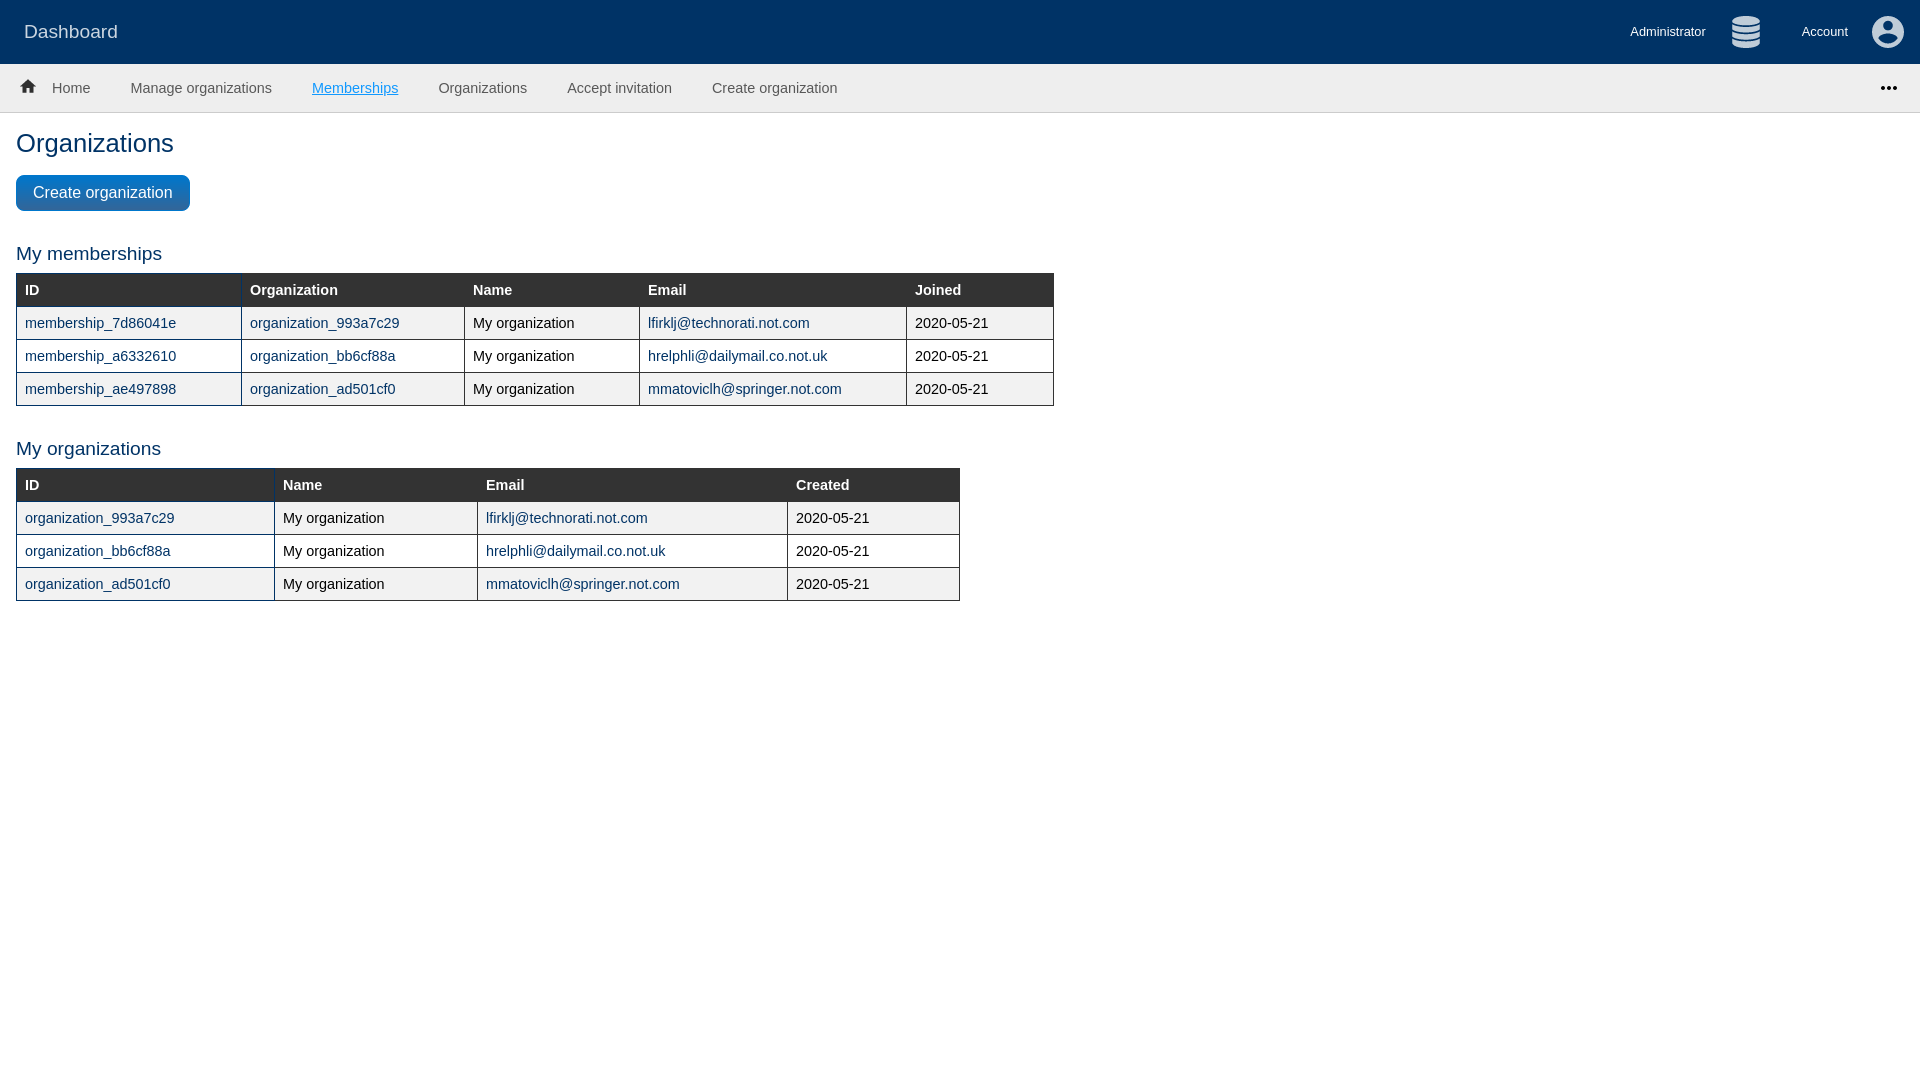 Dashboard
Administrator
Account
Home Manage organizations Memberships Organizations Accept invitation Create organization
Organizations
Create organization
My memberships
ID Organization Name Email Joined
membership_7d86041e organization_993a7c29 My organization lfirklj@technorati.not.com 2020-05-21
membership_a6332610 organization_bb6cf88a My organization hrelphli@dailymail.co.not.uk 2020-05-21
membership_ae497898 organization_ad501cf0 My organization mmatoviclh@springer.not.com 2020-05-21
My organizations
ID Name Email Created
organization_993a7c29 My organization lfirklj@technorati.not.com 2020-05-21
organization_bb6cf88a My organization hrelphli@dailymail.co.not.uk 2020-05-21
organization_ad501cf0 My organization mmatoviclh@springer.not.com 2020-05-21